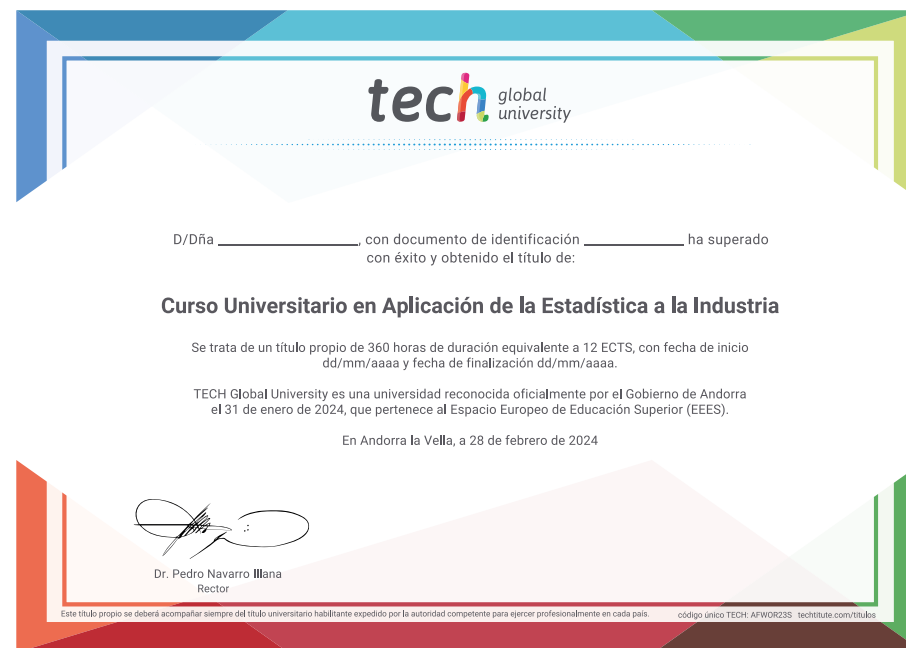 tech global university
D/Dña ________________, con documento de identificación ____________ ha superado
con éxito y obtenido el título de:
Curso Universitario en Aplicación de la Estadística a la Industria
Se trata de un título propio de 360 horas de duración equivalente a 12 ECTS, con fecha de inicio
dd/mm/aaaa y fecha de finalización dd/mm/aaaa.
TECH Global University es una universidad reconocida oficialmente por el Gobierno de Andorra
el 31 de enero de 2024, que pertenece al Espacio Europeo de Educación Superior (EEES).
En Andorra la Vella, a 28 de febrero de 2024
Dr. Pedro Navarro Illana
Rector
Este título propio se deberá acompañar siempre del título universitario habilitante expedido por la autoridad competente para ejercer profesionalmente en cada país.
código único TECH: AFWOR23S techtitute.com/titulos